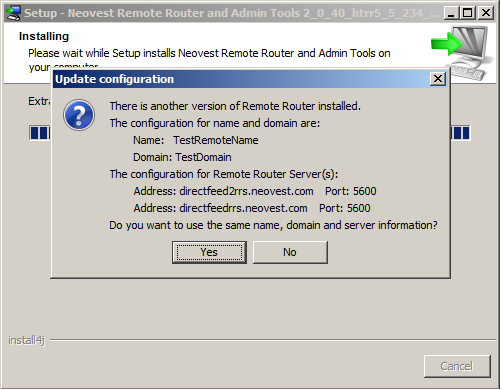 Setup - Neovest Remote Router and Admin Tools 2_0_40_htrr5_5_234_...
Installing
Please wait while Setup installs Neovest Remote Router and Admin Tools on
your computer
Update configuration
There is another version of Remote Router installed.
The configuration for name and domain are:
Name: TestRemoteName
Domain: TestDomain
The configuration for Remote Router Server(s):
Address: directfeed2rrs.neovest.com Port: 5600
Address: directfeedrrs.neovest.com Port: 5600
Do you want to use the same name, domain and server information?
Yes No
install4j
Cancel